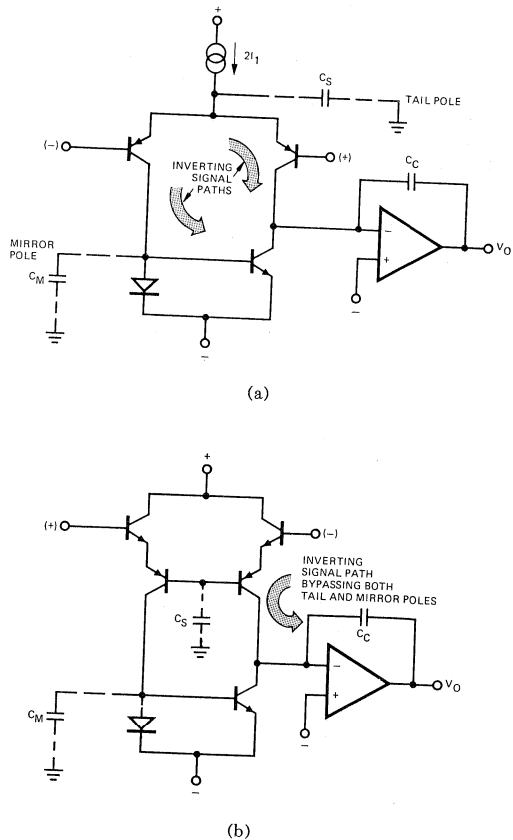 +
2I1
CS
TAIL POLE
(−)
(+)
INVERTING
SIGNAL
PATHS
CC
MIRROR
POLE
CM
−
+
VO
−
−
(a)
+
(+)
(−)
INVERTING
SIGNAL PATH
BYPASSING BOTH
TAIL AND MIRROR POLES
CS
CC
CM
−
+
VO
−
−
(b)